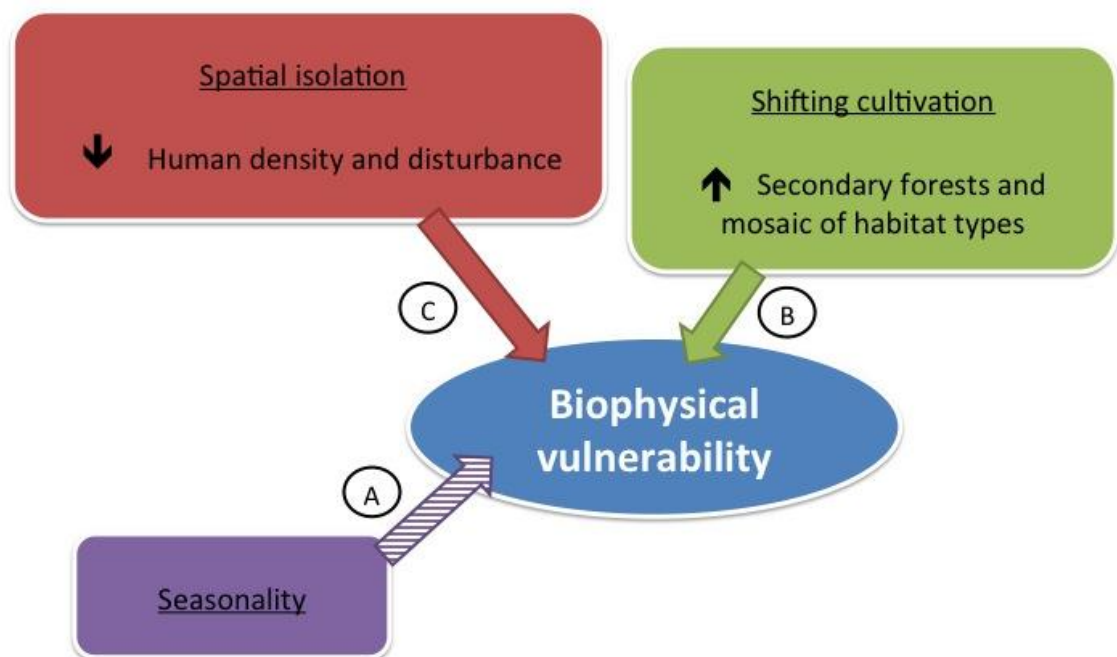 Spatial isolation
🡫 Human density and disturbance
Shifting cultivation
🡩 Secondary forests and
mosaic of habitat types
C
B
Biophysical
vulnerability
A
Seasonality